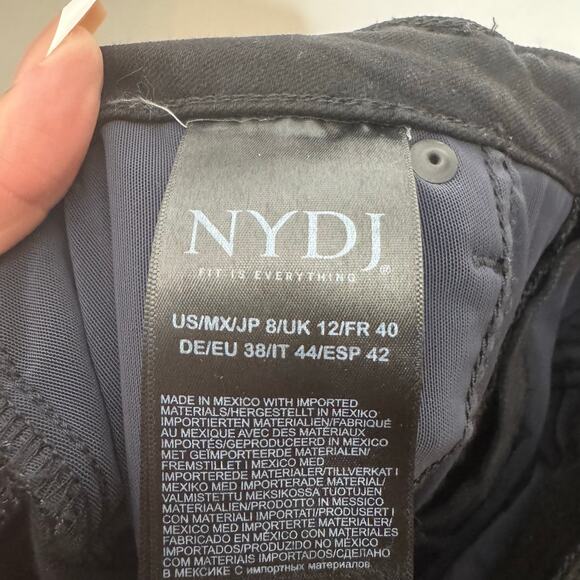 NYDJ®
FIT IS EVERYTHING
US/MX/JP 8/UK 12/FR 40
DE/EU 38/IT 44/ESP 42
MADE IN MEXICO WITH IMPORTED
MATERIALS/HERGESTELLT IN MEXIKO
IMPORTIERTEN MATERIALIEN/FABRIQUÉ
AU MEXIQUE AVEC DES MATÉRIAUX
IMPORTÉS/GEPRODUCEERD IN MEXICO
MET GEÏMPORTEERDE MATERIALEN/
FREMSTILLET I MEXICO MED
IMPORTEREDE MATERIALER/TILLVERKAT I
MEXIKO MED IMPORTERADE MATERIAL/
VALMISTETTU MEKSIKOSSA TUOTUJEN
MATERIAALIEN/PRODOTTO IN MESSICO
CON MATERIALI IMPORTATI/PRODUSERT I
MEXICO MED IMPORTERTE MATERIALER/
FABRICADO EN MÉXICO CON MATERIALES
IMPORTADOS/PRODUZIDO NO MÉXICO
COM MATERIAIS IMPORTADOS/СДЕЛАНО
В МЕКСИКЕ С импортных материалов